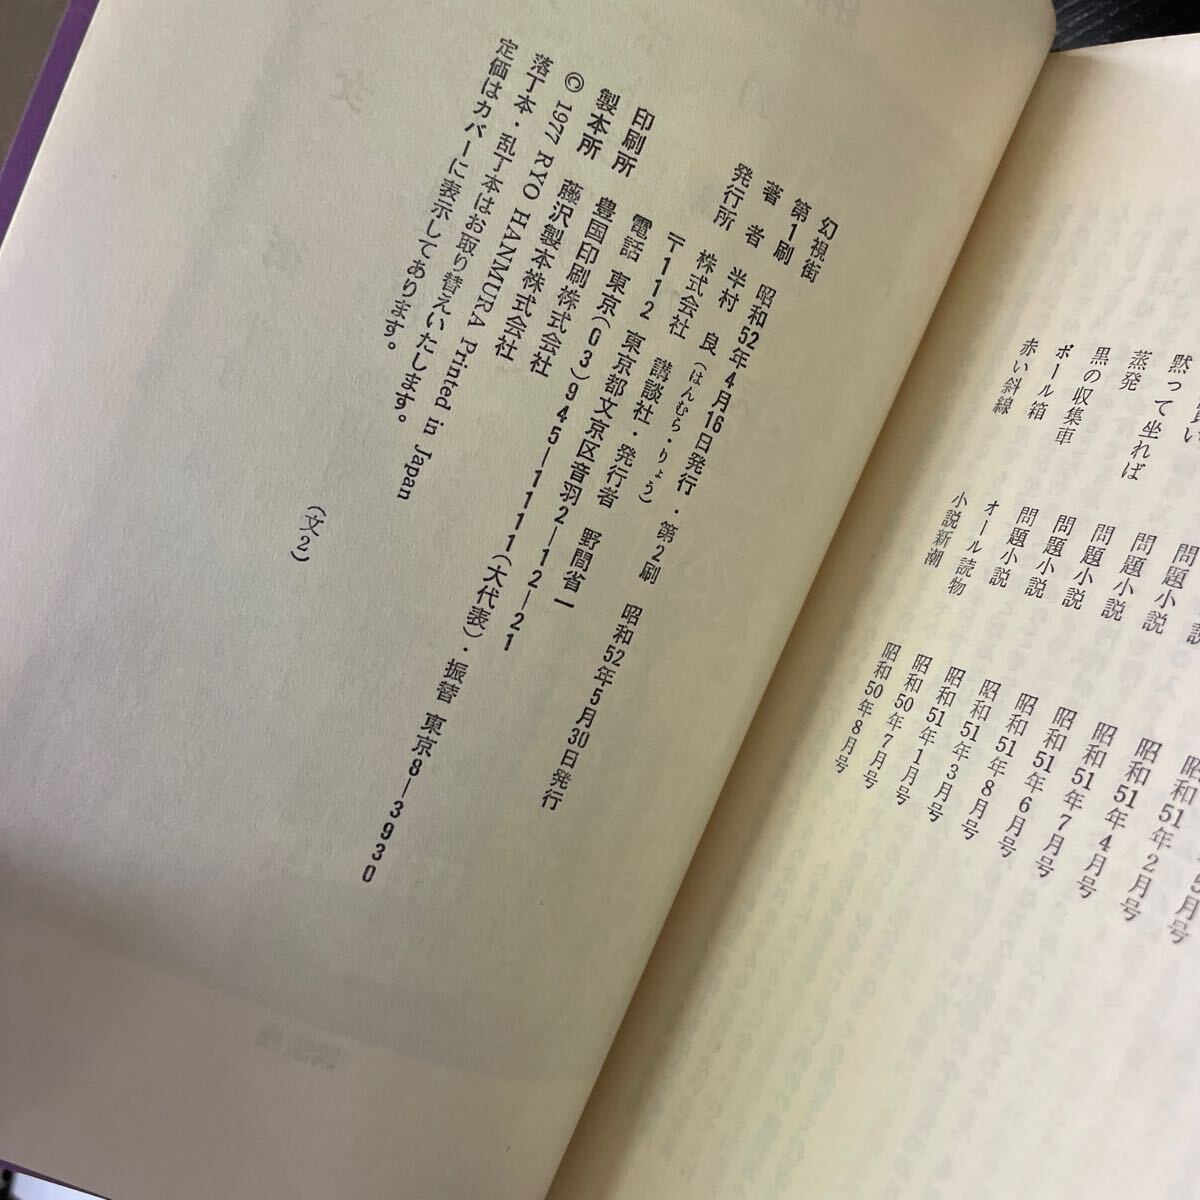 黙って坐れば 問題小説 昭和51年2月号
蒸発 問題小説 昭和51年4月号
黒の収集車 問題小説 昭和51年7月号
ボール箱 問題小説 昭和51年6月号
赤い斜線 問題小説 昭和51年8月号
問題小説 昭和51年3月号
オール読物 昭和51年1月号
小説新潮 昭和50年7月号
昭和50年8月号
幻視街
第1刷 昭和52年4月16日発行・第2刷 昭和52年5月30日発行
著者 半村 良(はんむら・りょう)
発行所 株式会社 講談社・発行者 野間省一
〒112 東京都文京区音羽2—12—21
電話 東京(03)945—1111(大代表)・振替 東京8—3930
印刷所 豊国印刷株式会社
製本所 藤沢製本株式会社
© 1977 RYO HANMURA Printed in Japan
落丁本・乱丁本はお取り替えいたします。
定価はカバーに表示してあります。
(文2)